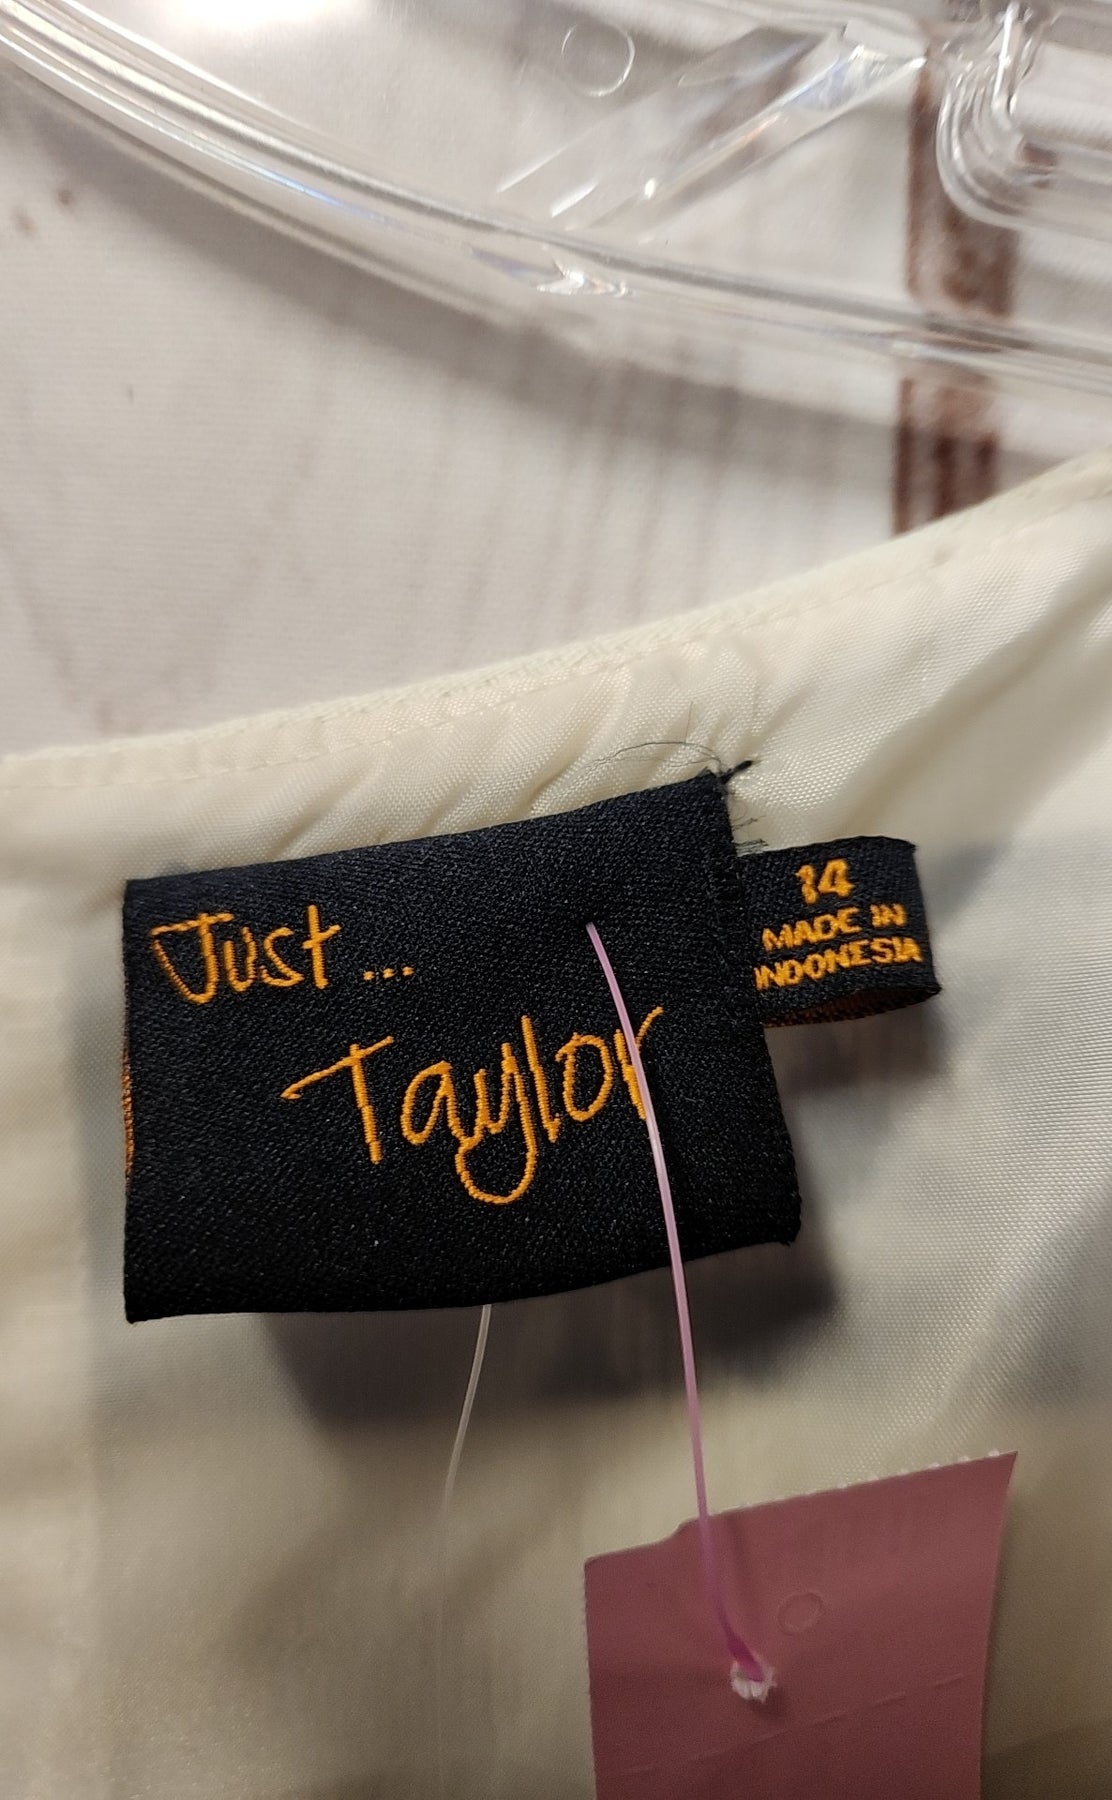 Just ...
Taylor
14
MADE IN
INDONESIA